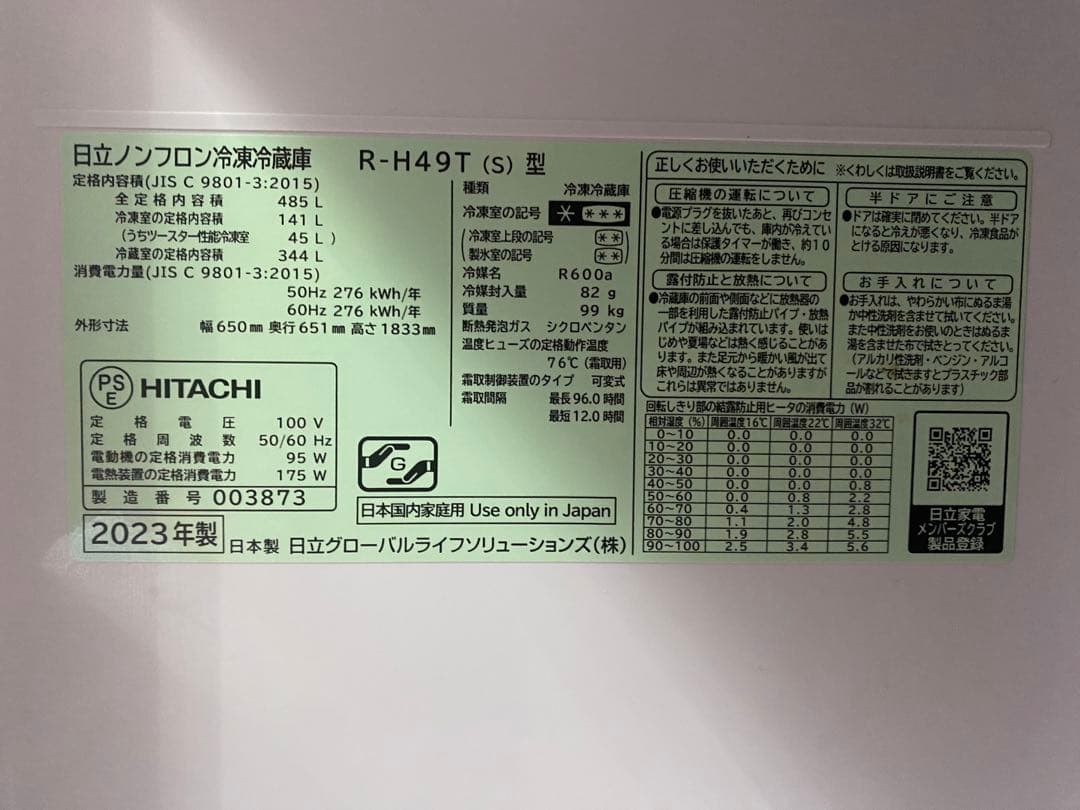 日立ノンフロン冷凍冷蔵庫 R-H49T (S) 型
定格内容積(JIS C 9801-3:2015)
全定格内容積 485 L
冷凍室の定格内容積 141 L
(うちツースター性能冷凍室 45 L )
冷蔵室の定格内容積 344 L
消費電力量(JIS C 9801-3:2015)
50Hz 276 kWh/年
60Hz 276 kWh/年
外形寸法 幅650㎜ 奥行651㎜ 高さ1833㎜
PSE HITACHI
定格電圧 100 V
定格周波数 50/60 Hz
電動機の定格消費電力 95 W
電熱装置の定格消費電力 175 W
製造番号 003873
2023年製
日本製 日立グローバルライフソリューションズ(株)
種類 冷凍冷蔵庫
冷凍室の記号
(冷凍室上段の記号
製氷室の記号)
冷媒名 R600a
冷媒封入量 82 g
質量 99 kg
断熱発泡ガス シクロペンタン
温度ヒューズの定格動作温度
76℃(霜取用)
霜取制御装置のタイプ 可変式
霜取間隔 最長96.0時間
最短12.0時間
G
日本国内家庭用 Use only in Japan
正しくお使いいただくために ※くわしくは取扱説明書をご覧ください。
圧縮機の運転について
●電源プラグを抜いたあと、再びコンセ
ントに差し込んでも、庫内が冷えてい
る場合は保護タイマーが働き、約10
分間は圧縮機の運転をしません。
露付防止と放熱について
●冷蔵庫の前面や側面などに放熱器の
一部を利用した露付防止パイプ・放熱
パイプが組み込まれています。使いは
じめや夏場などは熱く感じることがあ
ります。また足元から暖かい風が出て
床や周辺が熱くなることがありますが
これらは異常ではありません。
半ドアにご注意
●ドアは確実に閉めてください。半ドア
になると冷えが悪くなり、冷凍食品が
とける原因になります。
お手入れについて
●お手入れは、やわらかい布にぬるま湯
か中性洗剤を含ませて拭いてください。
また中性洗剤をお使いのときはぬるま
湯を含ませた布で拭きとってください。
(アルカリ性洗剤・ベンジン・アルコ
ールなどで拭きますとプラスチック部
品が割れることがあります)
回転しきり部の結露防止用ヒータの消費電力(W)
相対湿度(%) 周囲温度16℃ 周囲温度22℃ 周囲温度32℃
0~10 0.0 0.0 0.0
10~20 0.0 0.0 0.0
20~30 0.0 0.0 0.0
30~40 0.0 0.0 0.0
40~50 0.0 0.0 0.8
50~60 0.0 0.8 2.2
60~70 0.4 1.3 2.8
70~80 1.1 2.0 4.8
80~90 1.9 2.8 5.5
90~100 2.5 3.4 5.6
日立家電
メンバーズクラブ
製品登録